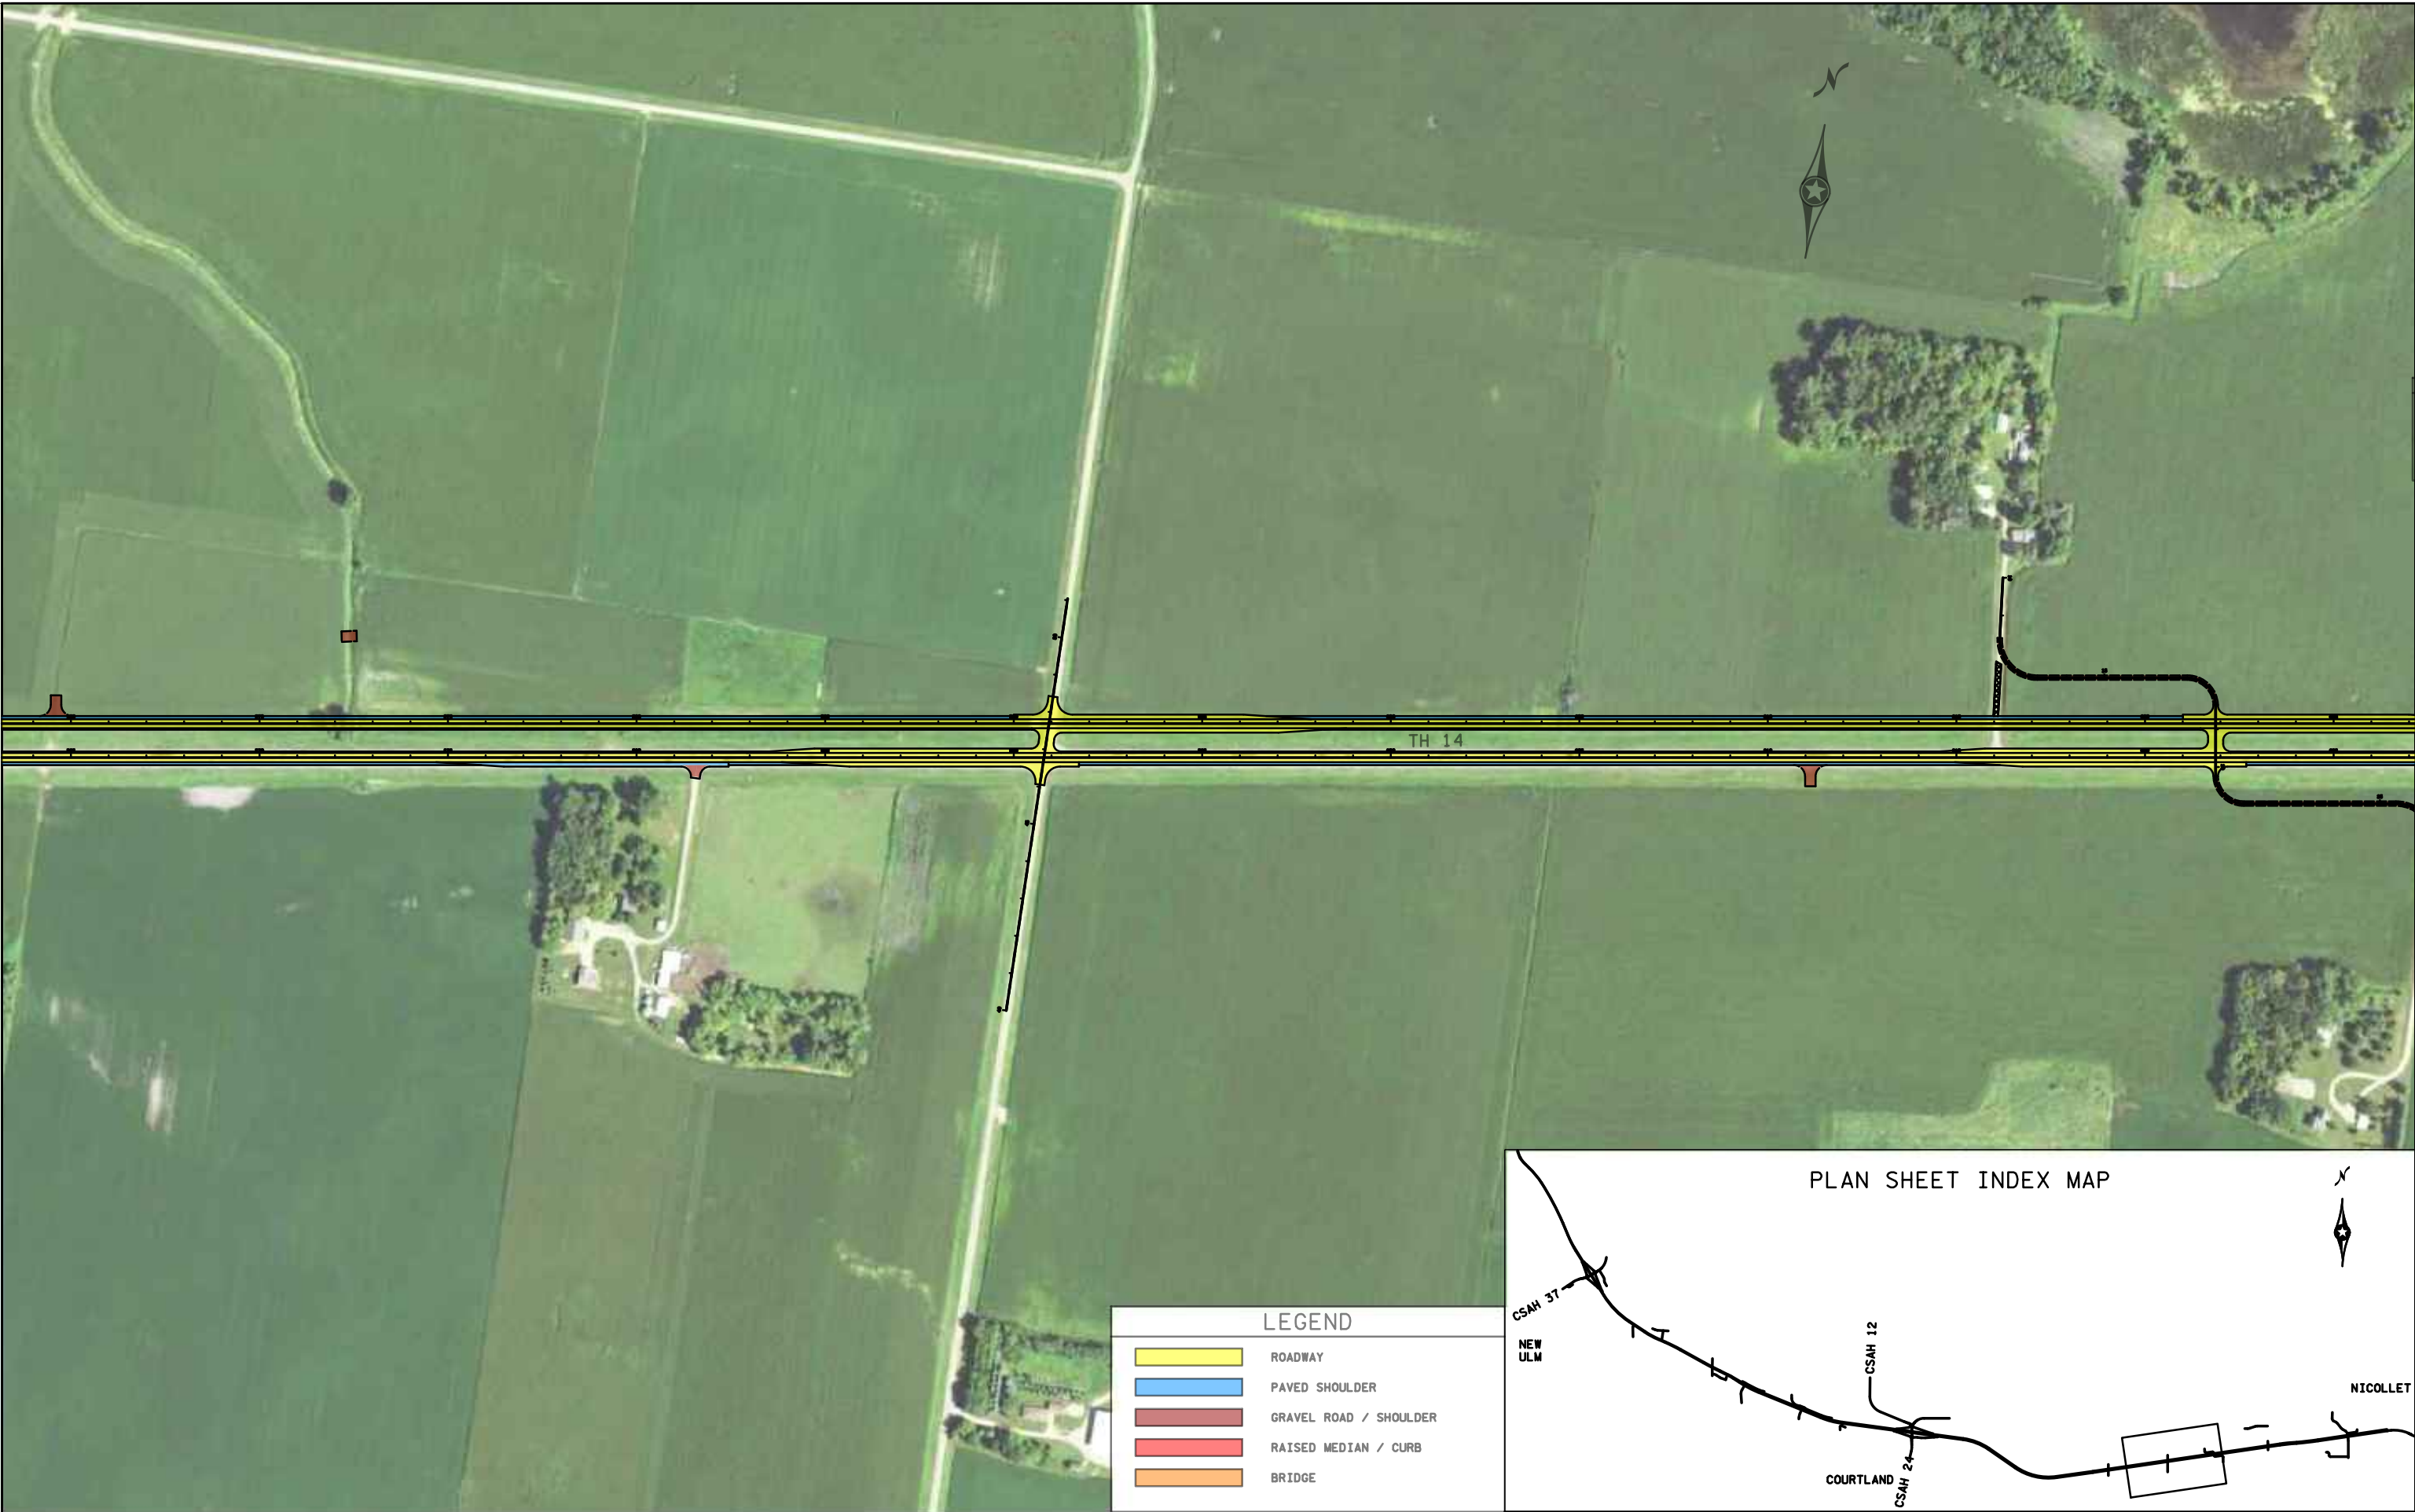 N
TH 14
PLAN SHEET INDEX MAP
N
CSAH 37
NEW
ULM
CSAH 12
NICOLLET
COURTLAND
CSAH 24
LEGEND
ROADWAY
PAVED SHOULDER
GRAVEL ROAD / SHOULDER
RAISED MEDIAN / CURB
BRIDGE